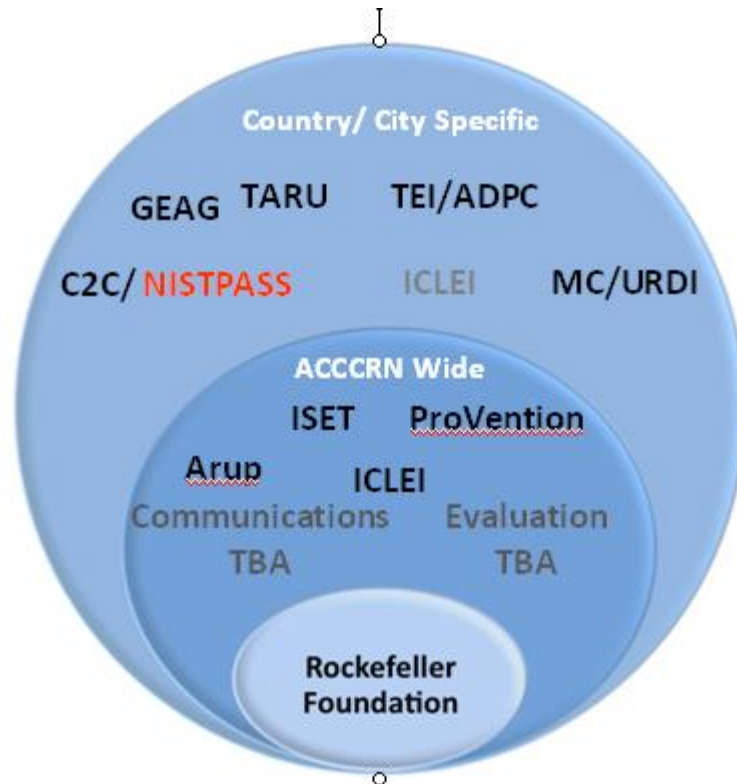 Country/ City Specific
GEAG TARU TEI/ADPC
C2C/ NISTPASS ICLEI MC/URDI
ACCCRN Wide
ISET ProVention
Arup ICLEI
Communications Evaluation
TBA TBA
Rockefeller
Foundation